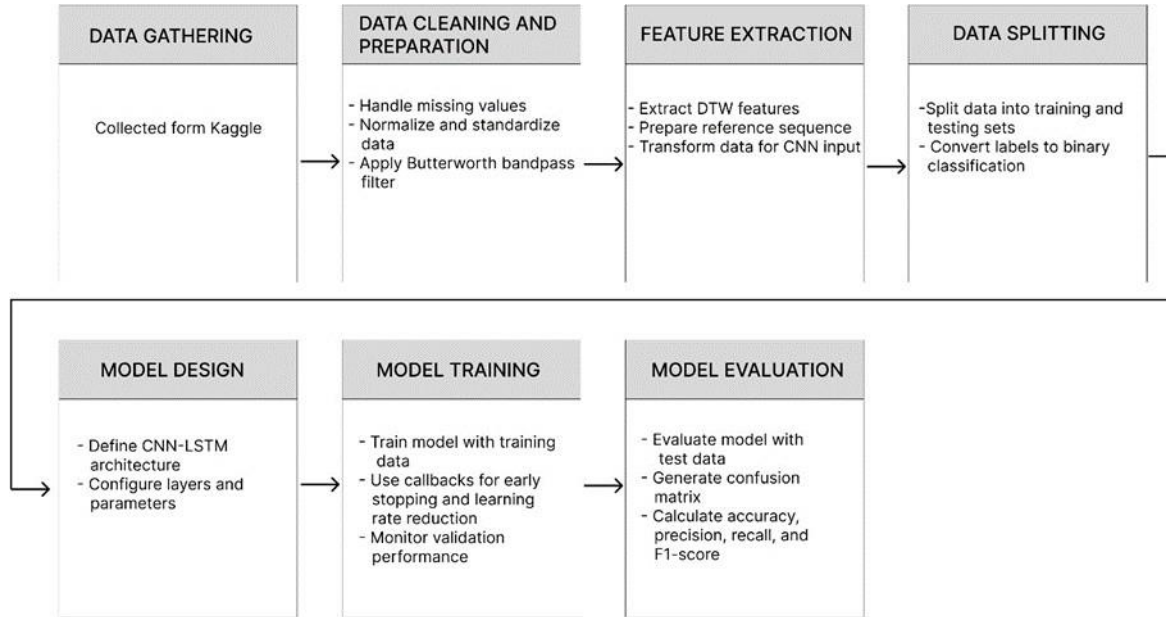 DATA GATHERING
Collected form Kaggle
DATA CLEANING AND
PREPARATION
- Handle missing values
- Normalize and standardize
data
- Apply Butterworth bandpass
filter
FEATURE EXTRACTION
- Extract DTW features
- Prepare reference sequence
- Transform data for CNN input
DATA SPLITTING
-Split data into training and
testing sets
- Convert labels to binary
classification
MODEL DESIGN
- Define CNN-LSTM
architecture
- Configure layers and
parameters
MODEL TRAINING
- Train model with training
data
- Use callbacks for early
stopping and learning
rate reduction
- Monitor validation
performance
MODEL EVALUATION
- Evaluate model with
test data
- Generate confusion
matrix
- Calculate accuracy,
precision, recall, and
F1-score